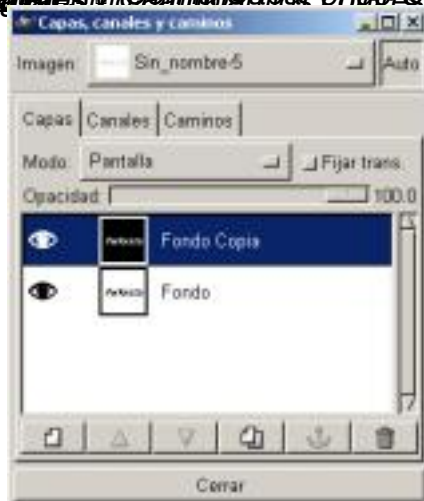 Capas, canales y caminos
Imagen: Sin_nombre-5 Auto
Capas Canales Caminos
Modo: Pantalla Fijar trans.
Opacidad: 100.0
Fondo Copia
Fondo
Cerrar